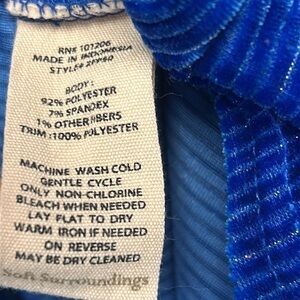 RN# 101206
MADE IN INDONESIA
BODY:
92% POLYESTER
7% SPANDEX
1% OTHER FIBERS
TRIM:100% POLYESTER
MACHINE WASH COLD
GENTLE CYCLE
ONLY NON-CHLORINE
BLEACH WHEN NEEDED
LAY FLAT TO DRY
WARM IRON IF NEEDED
ON REVERSE
MAY BE DRY CLEANED
Soft Surroundings